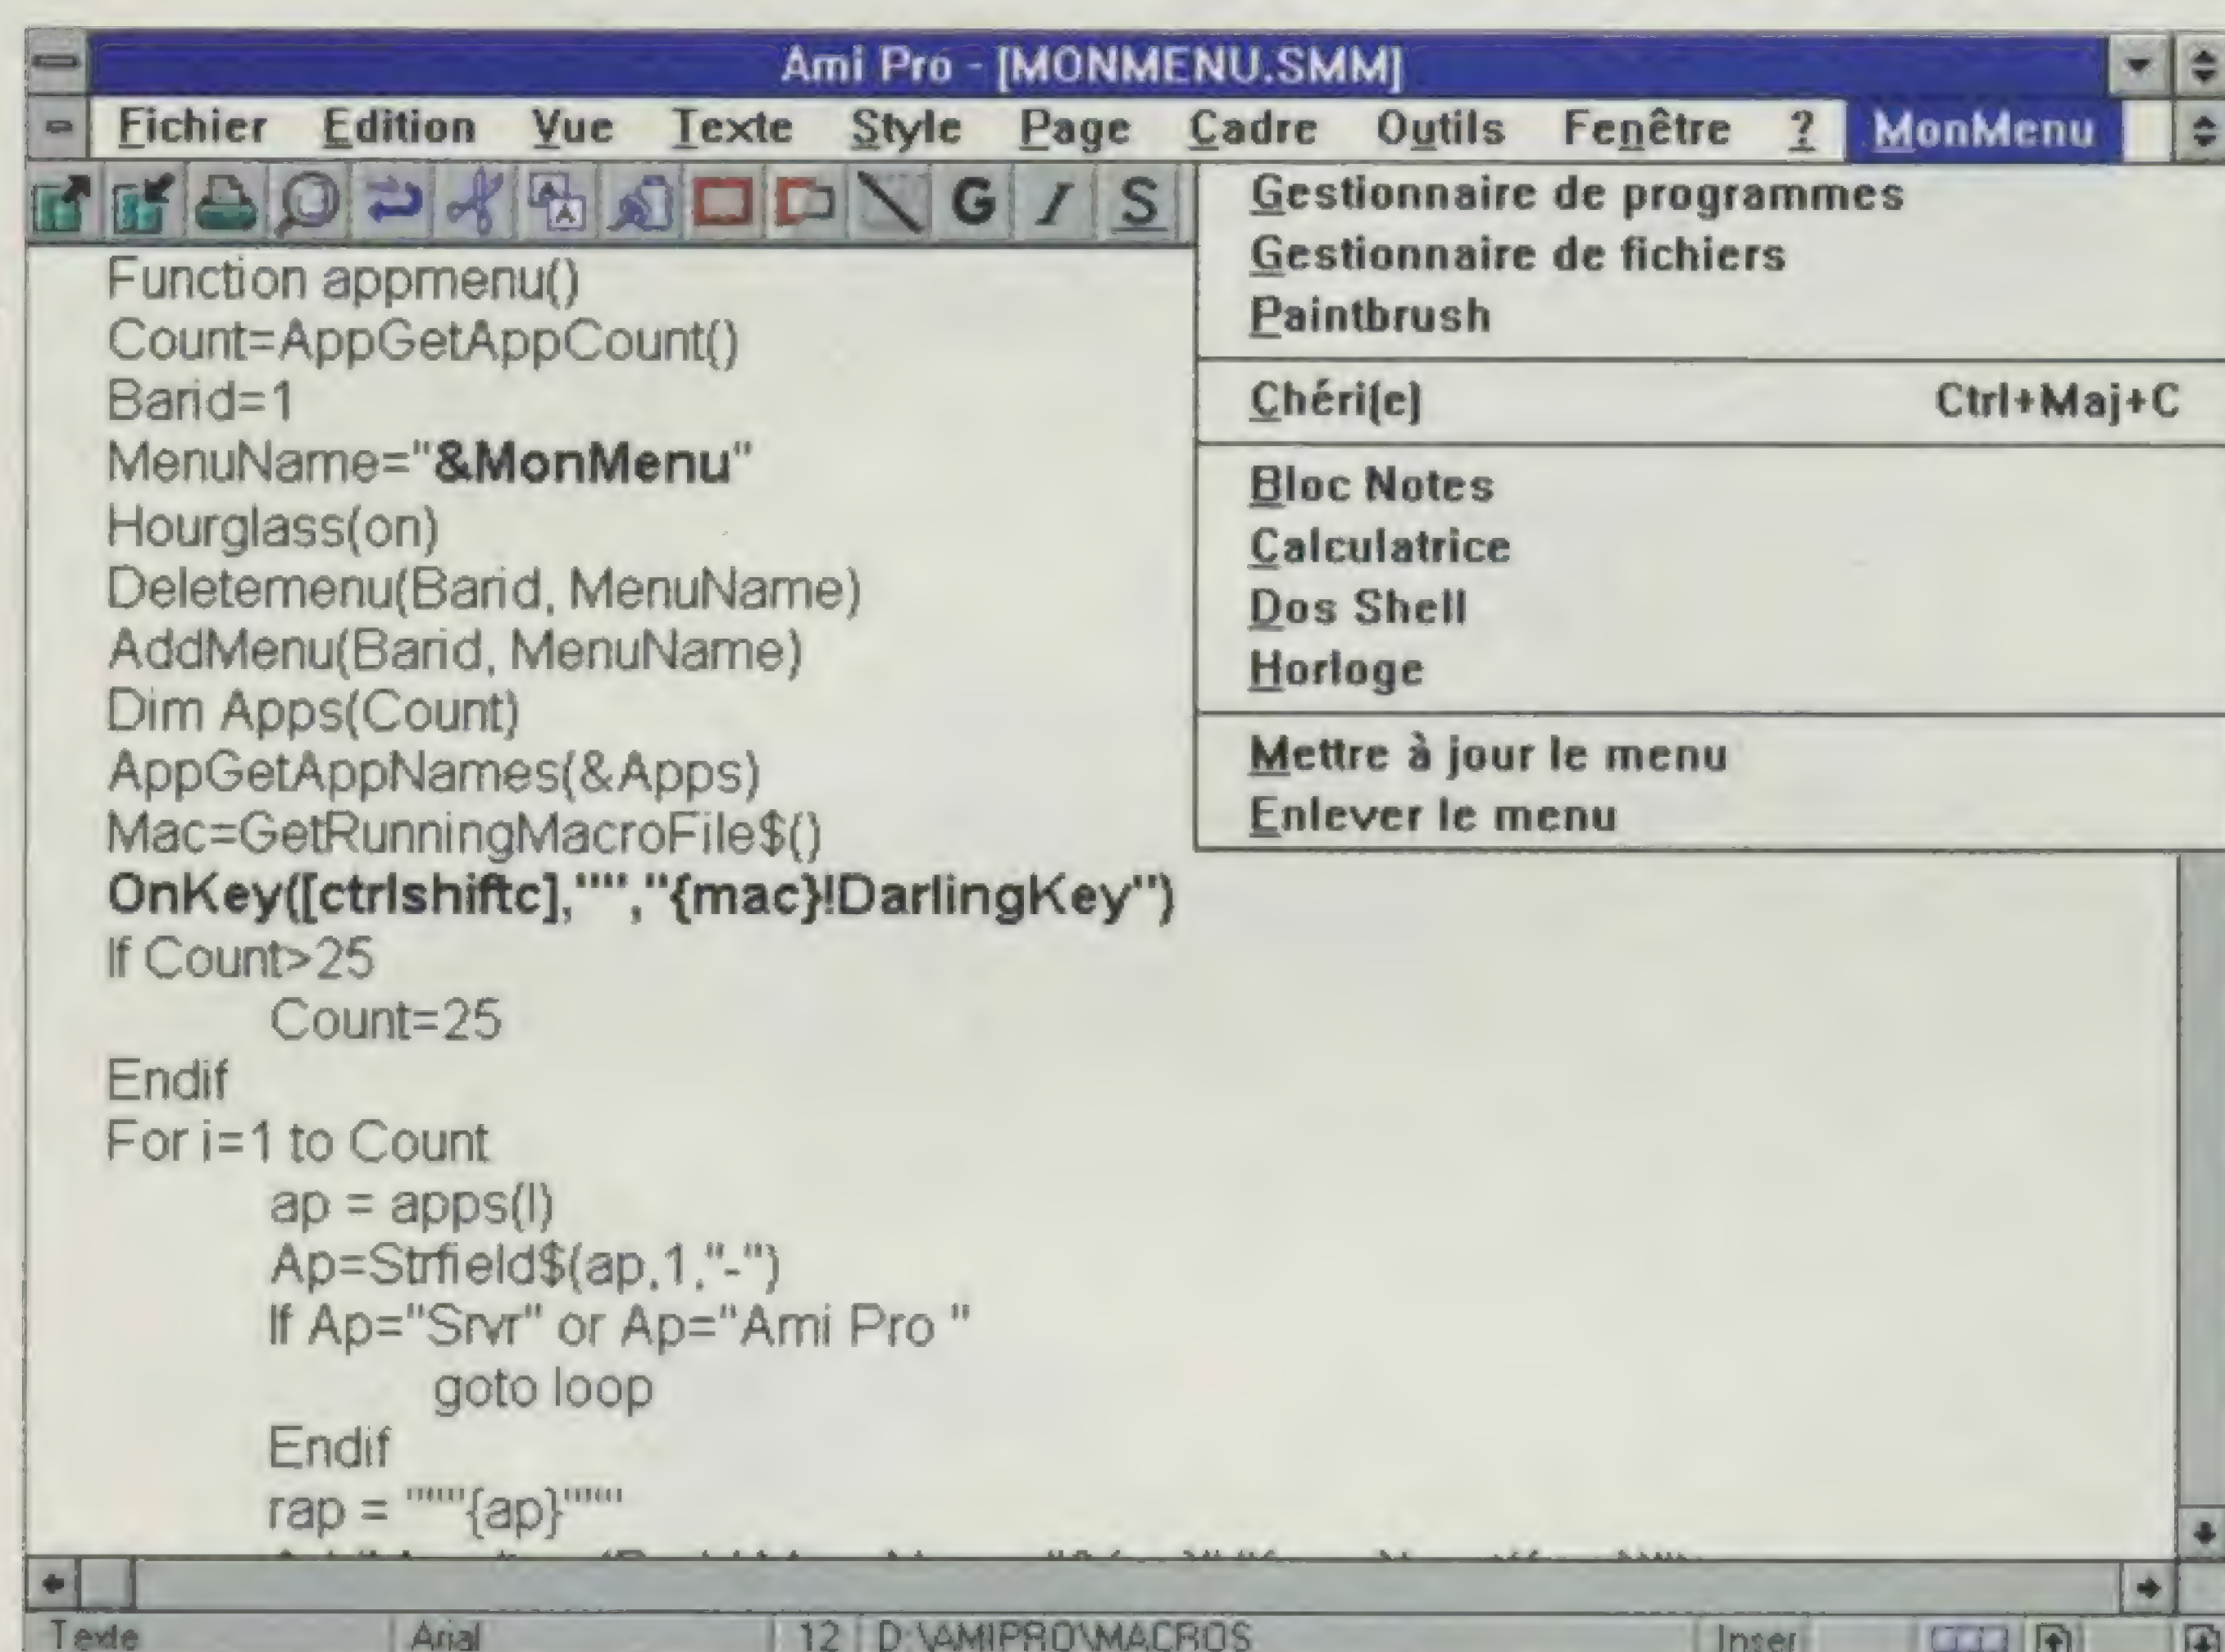 Ami Pro - [MONMENU.SMM]
Fichier Edition Vue Texte Style Page Cadre Outils Fenêtre ? MonMenu
G I S
Gestionnaire de programmes
Gestionnaire de fichiers
Paintbrush
Chéri(e) Ctrl+Maj+C
Bloc Notes
Calculatrice
Dos Shell
Horloge
Mettre à jour le menu
Enlever le menu
Function appmenu()
Count=AppGetAppCount()
Barid=1
MenuName="&MonMenu"
Hourglass(on)
Deletemenu(Barid, MenuName)
AddMenu(Barid, MenuName)
Dim Apps(Count)
AppGetAppNames(&Apps)
Mac=GetRunningMacroFile$()
OnKey([ctrlshiftc],"","{mac}!DarlingKey")
If Count>25
Count=25
Endif
For i=1 to Count
ap = apps(I)
Ap=Strfield$(ap,1,"-")
If Ap="Srvr" or Ap="Ami Pro "
goto loop
Endif
rap = """"{ap}""""
Texte Arial 12 D:\AMIPRO\MACROS Inser